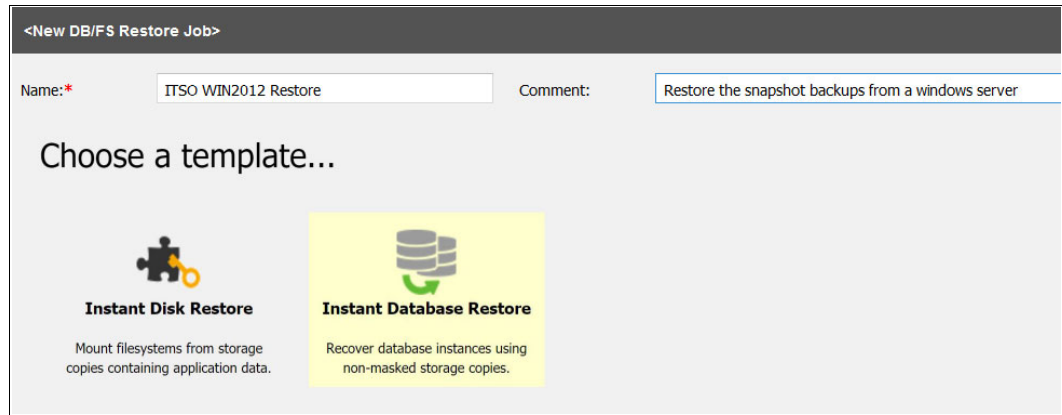 <New DB/FS Restore Job>
Name:* ITSO WIN2012 Restore Comment: Restore the snapshot backups from a windows server
Choose a template...
Instant Disk Restore
Mount filesystems from storage
copies containing application data.
Instant Database Restore
Recover database instances using
non-masked storage copies.